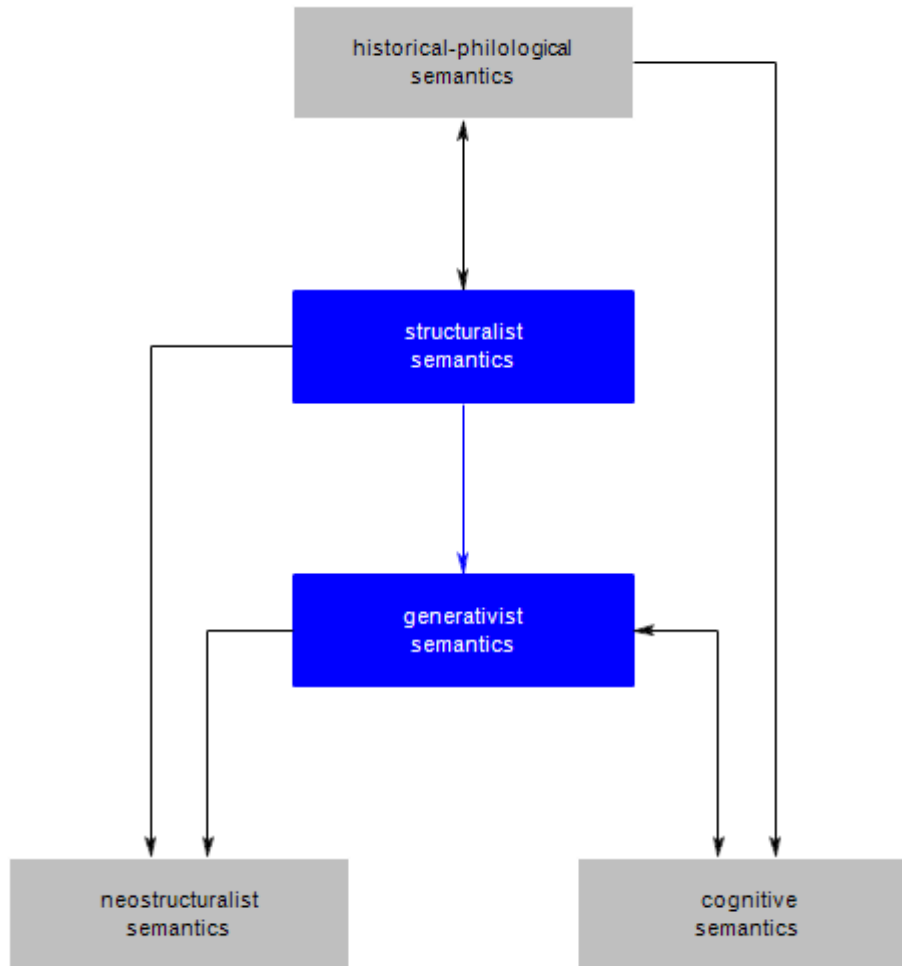 historical-philological
semantics
structuralist
semantics
generativist
semantics
neostructuralist
semantics
cognitive
semantics